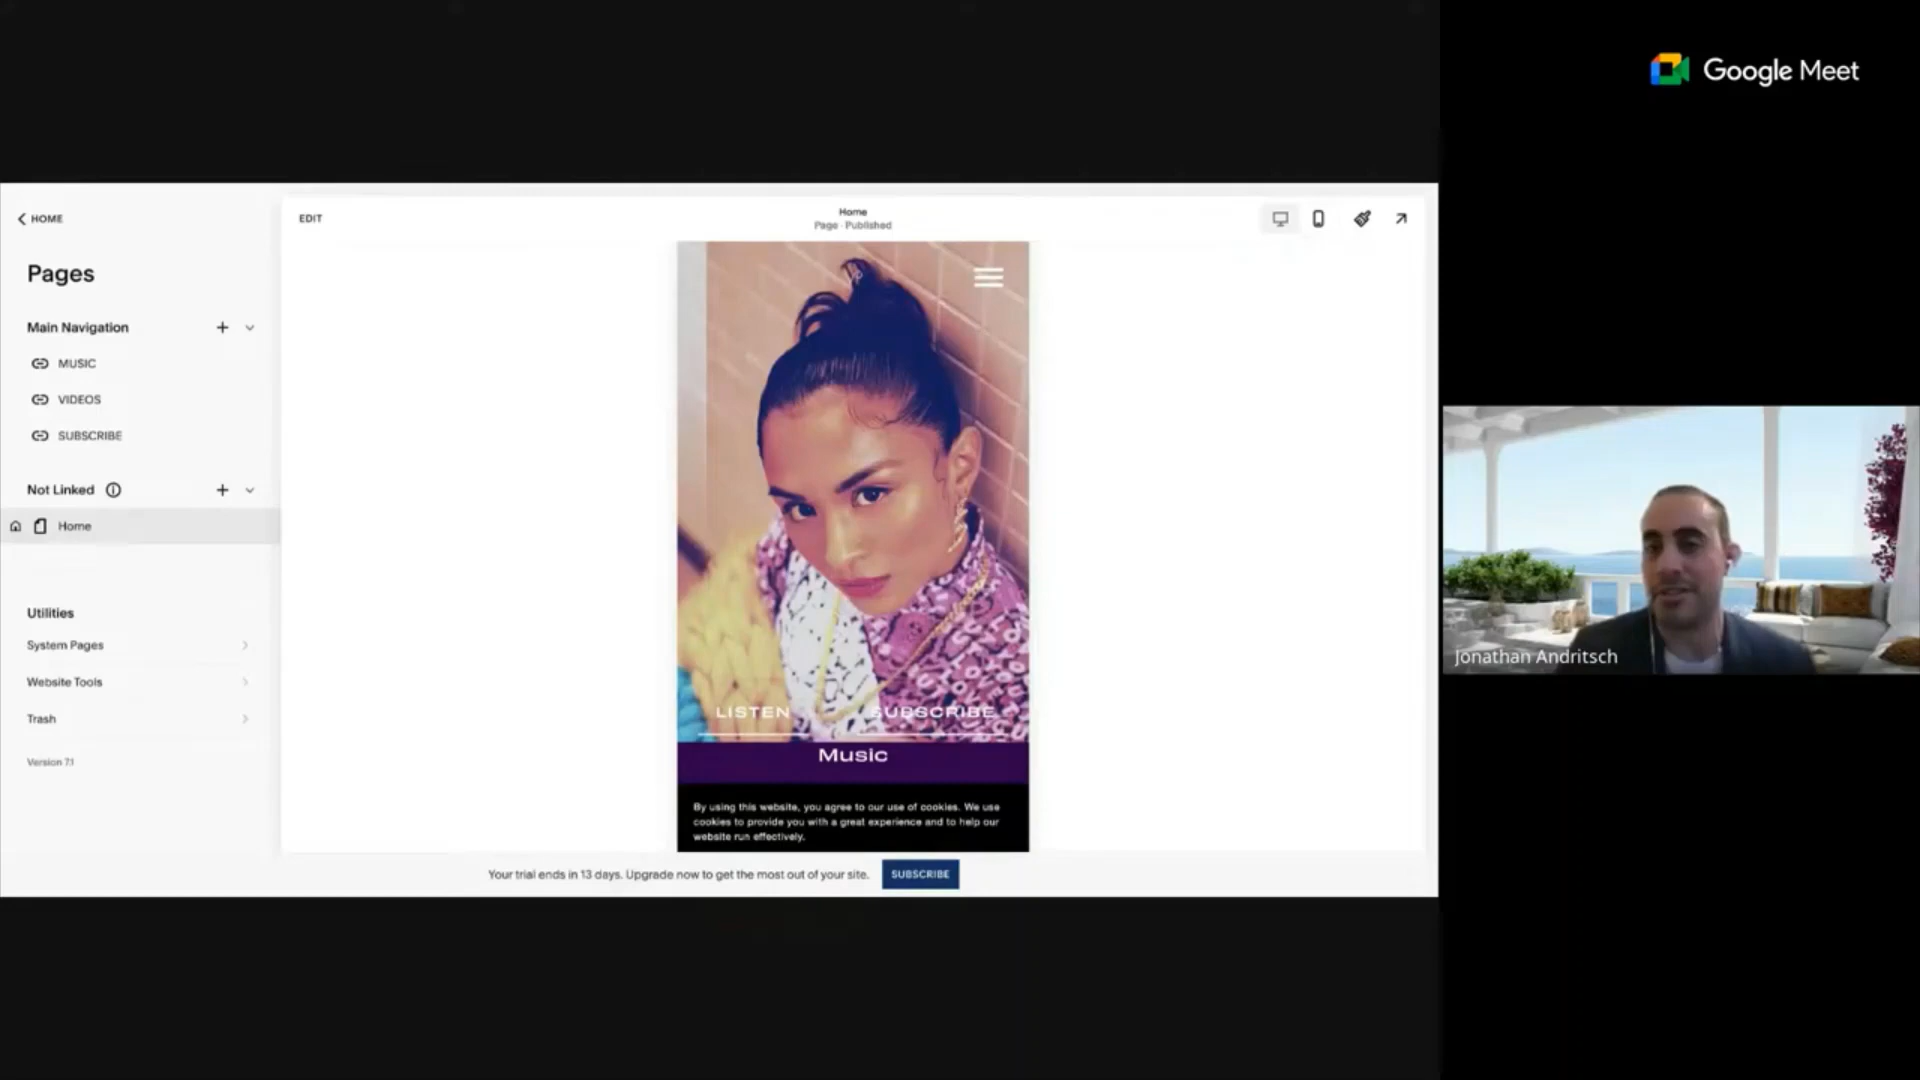 Google Meet
HOME
EDIT
Home
Page · Published
Pages
Main Navigation
MUSIC
VIDEOS
SUBSCRIBE
Not Linked
Home
Utilities
System Pages
Website Tools
Trash
Version 7.1
LISTEN
SUBSCRIBE
Music
By using this website, you agree to our use of cookies. We use
cookies to provide you with a great experience and to help our
website run effectively.
Your trial ends in 13 days. Upgrade now to get the most out of your site.
SUBSCRIBE
Jonathan Andritsch